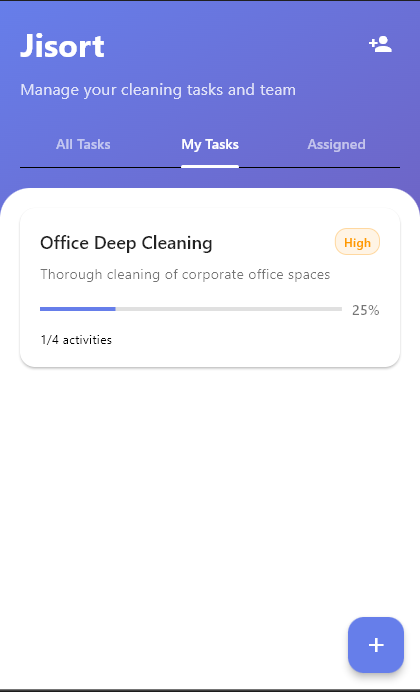 Jisort
Manage your cleaning tasks and team
All Tasks My Tasks Assigned
Office Deep Cleaning High
Thorough cleaning of corporate office spaces
25%
1/4 activities
+